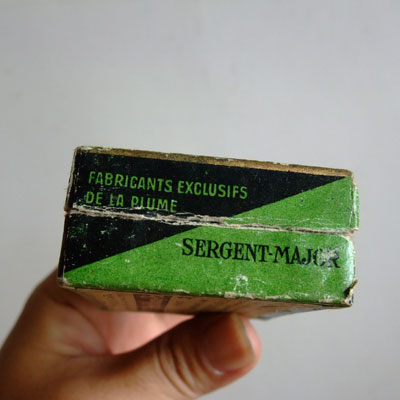 FABRICANTS EXCLUSIFS
DE LA PLUME
SERGENT-MAJOR